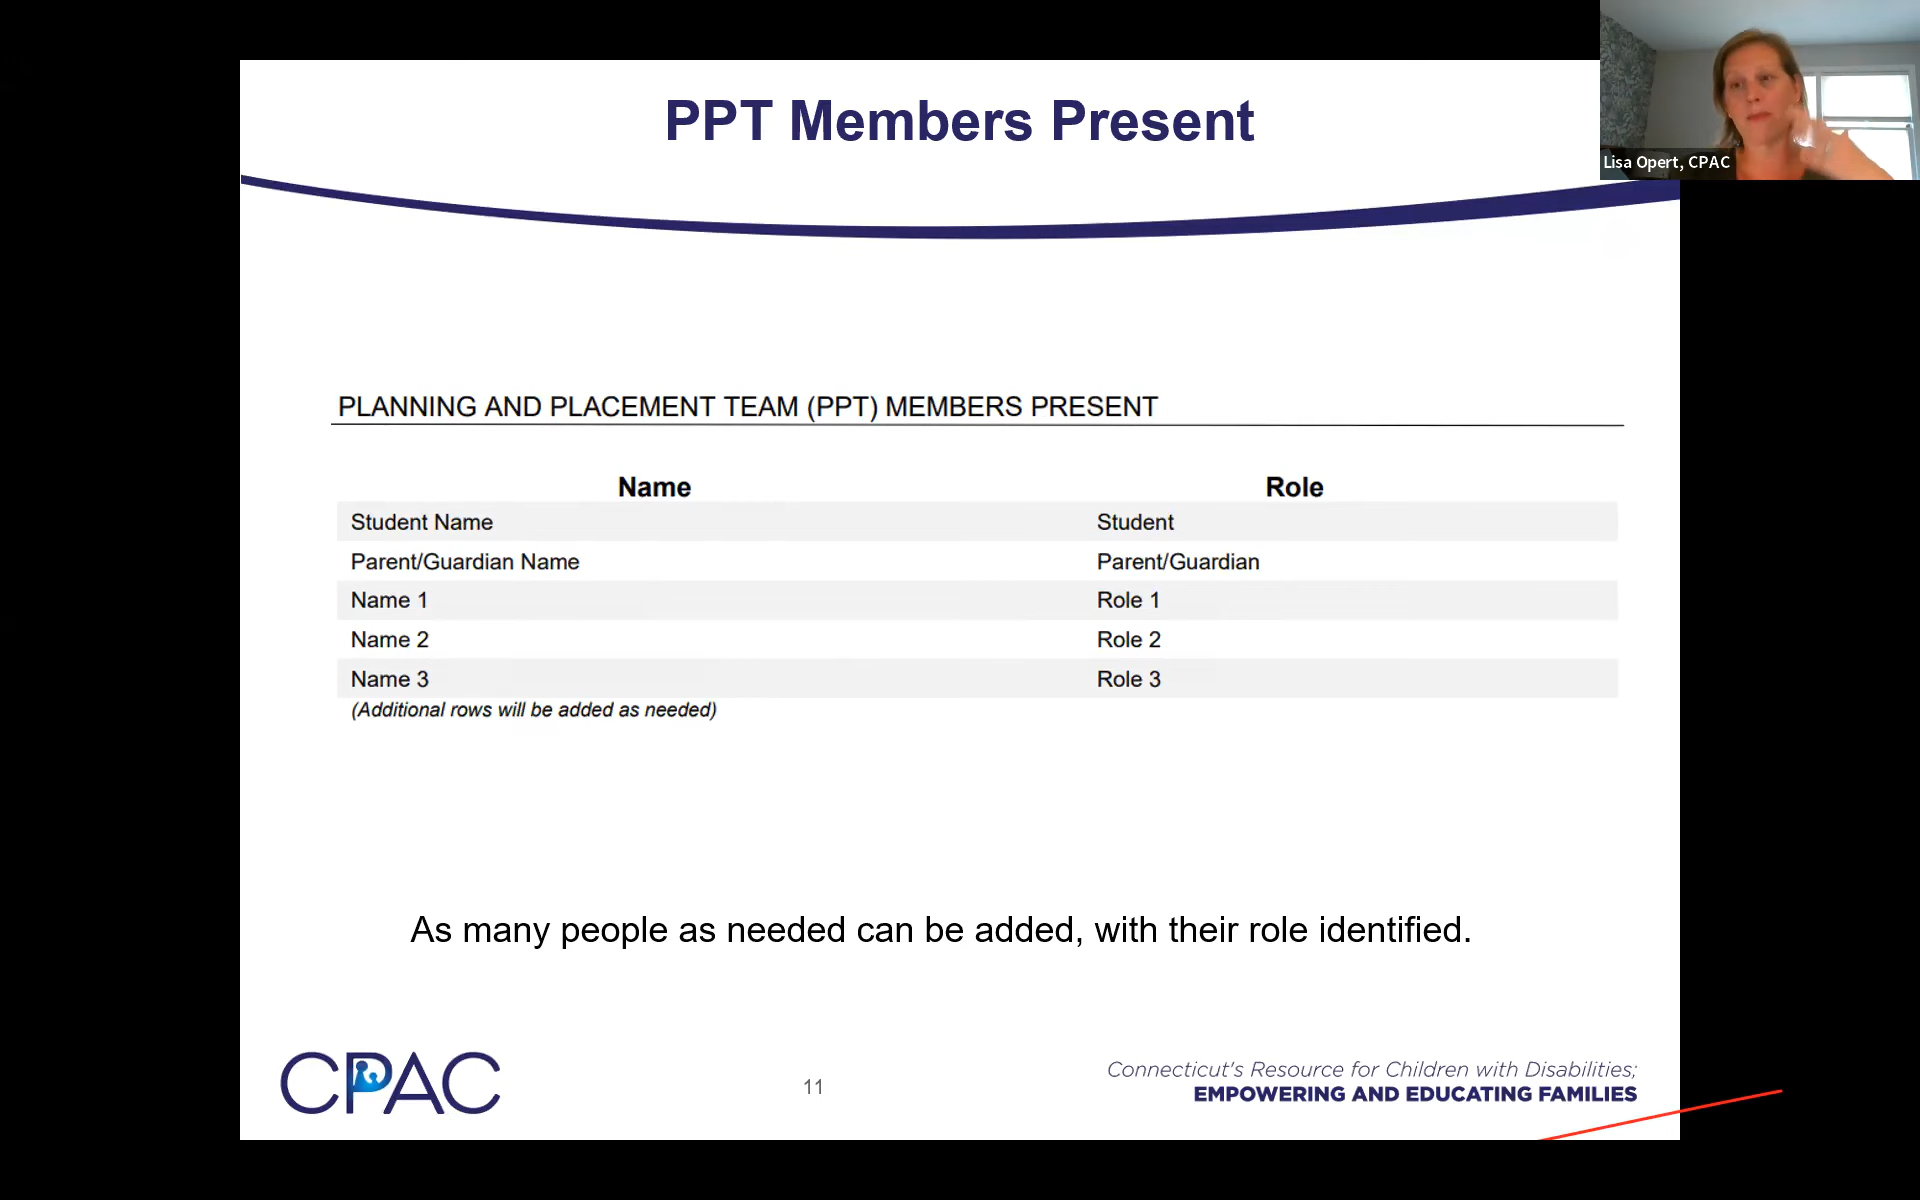 PPT Members Present
Lisa Opert, CPAC
PLANNING AND PLACEMENT TEAM (PPT) MEMBERS PRESENT
Name Role
Student Name Student
Parent/Guardian Name Parent/Guardian
Name 1 Role 1
Name 2 Role 2
Name 3 Role 3
(Additional rows will be added as needed)
As many people as needed can be added, with their role identified.
CPAC
11
Connecticut's Resource for Children with Disabilities;
EMPOWERING AND EDUCATING FAMILIES